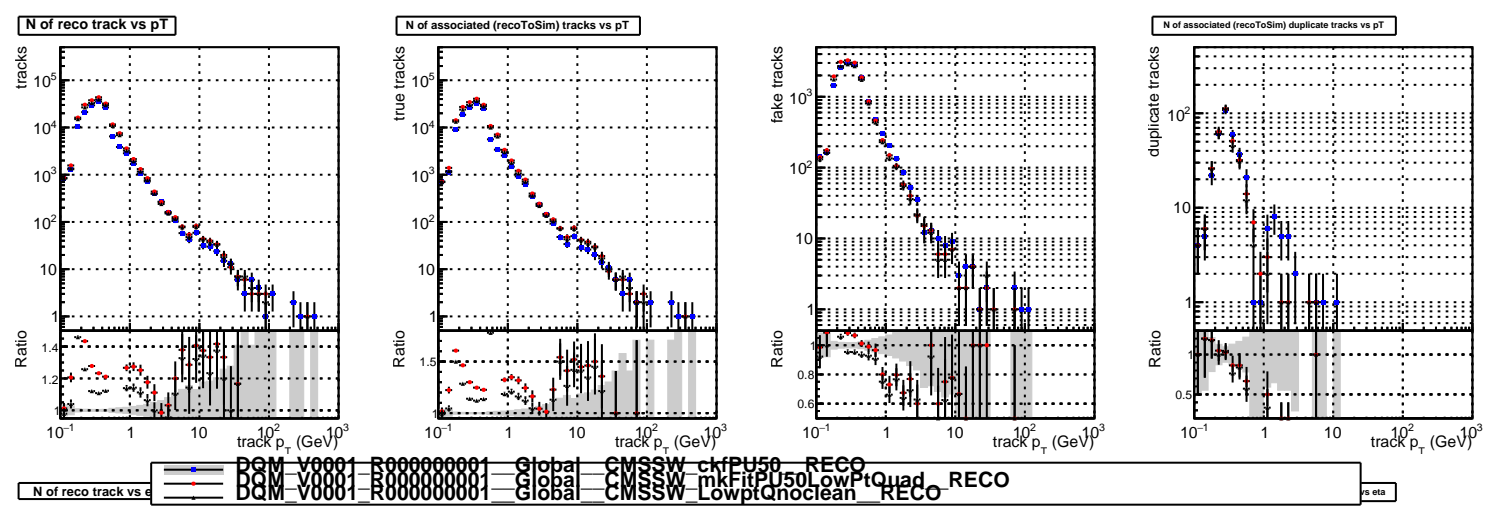 N of reco track vs pT
N of associated (recoToSim) tracks vs pT
N of associated (recoToSim) duplicate tracks vs pT
tracks
10^5
10^4
10^3
10^2
10
1
Ratio
1.4
1.2
1
10^-1
1
10
10^2
10^3
track p_T (GeV)
true tracks
10^5
10^4
10^3
10^2
10
1
Ratio
1.5
10^-1
1
10
10^2
10^3
track p_T (GeV)
fake tracks
10^3
10^2
10
1
Ratio
1
0.8
0.6
10^-1
1
10
10^2
10^3
track p_T (GeV)
duplicate tracks
10^2
10
1
Ratio
1
0.5
10^-1
1
10
10^2
10^3
track p_T (GeV)
DQM_V0001_R000000001__Global__CMSSW_ckfPU50__RECO
DQM_V0001_R000000001__Global__CMSSW_mkFitPU50LowPtQuad__RECO
DQM_V0001_R000000001__Global__CMSSW_LowptQnoclean__RECO
N of reco track vs e
vs eta